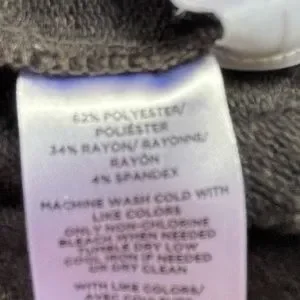 62% POLYESTER/
POLIÉSTER
34% RAYON/ RAYONNE/
RAYÓN
4% SPANDEX
MACHINE WASH COLD WITH
LIKE COLORS
ONLY NON-CHLORINE
BLEACH WHEN NEEDED
TUMBLE DRY LOW
COOL IRON IF NEEDED
OR DRY CLEAN
WITH LIKE COLORS/
AVEC